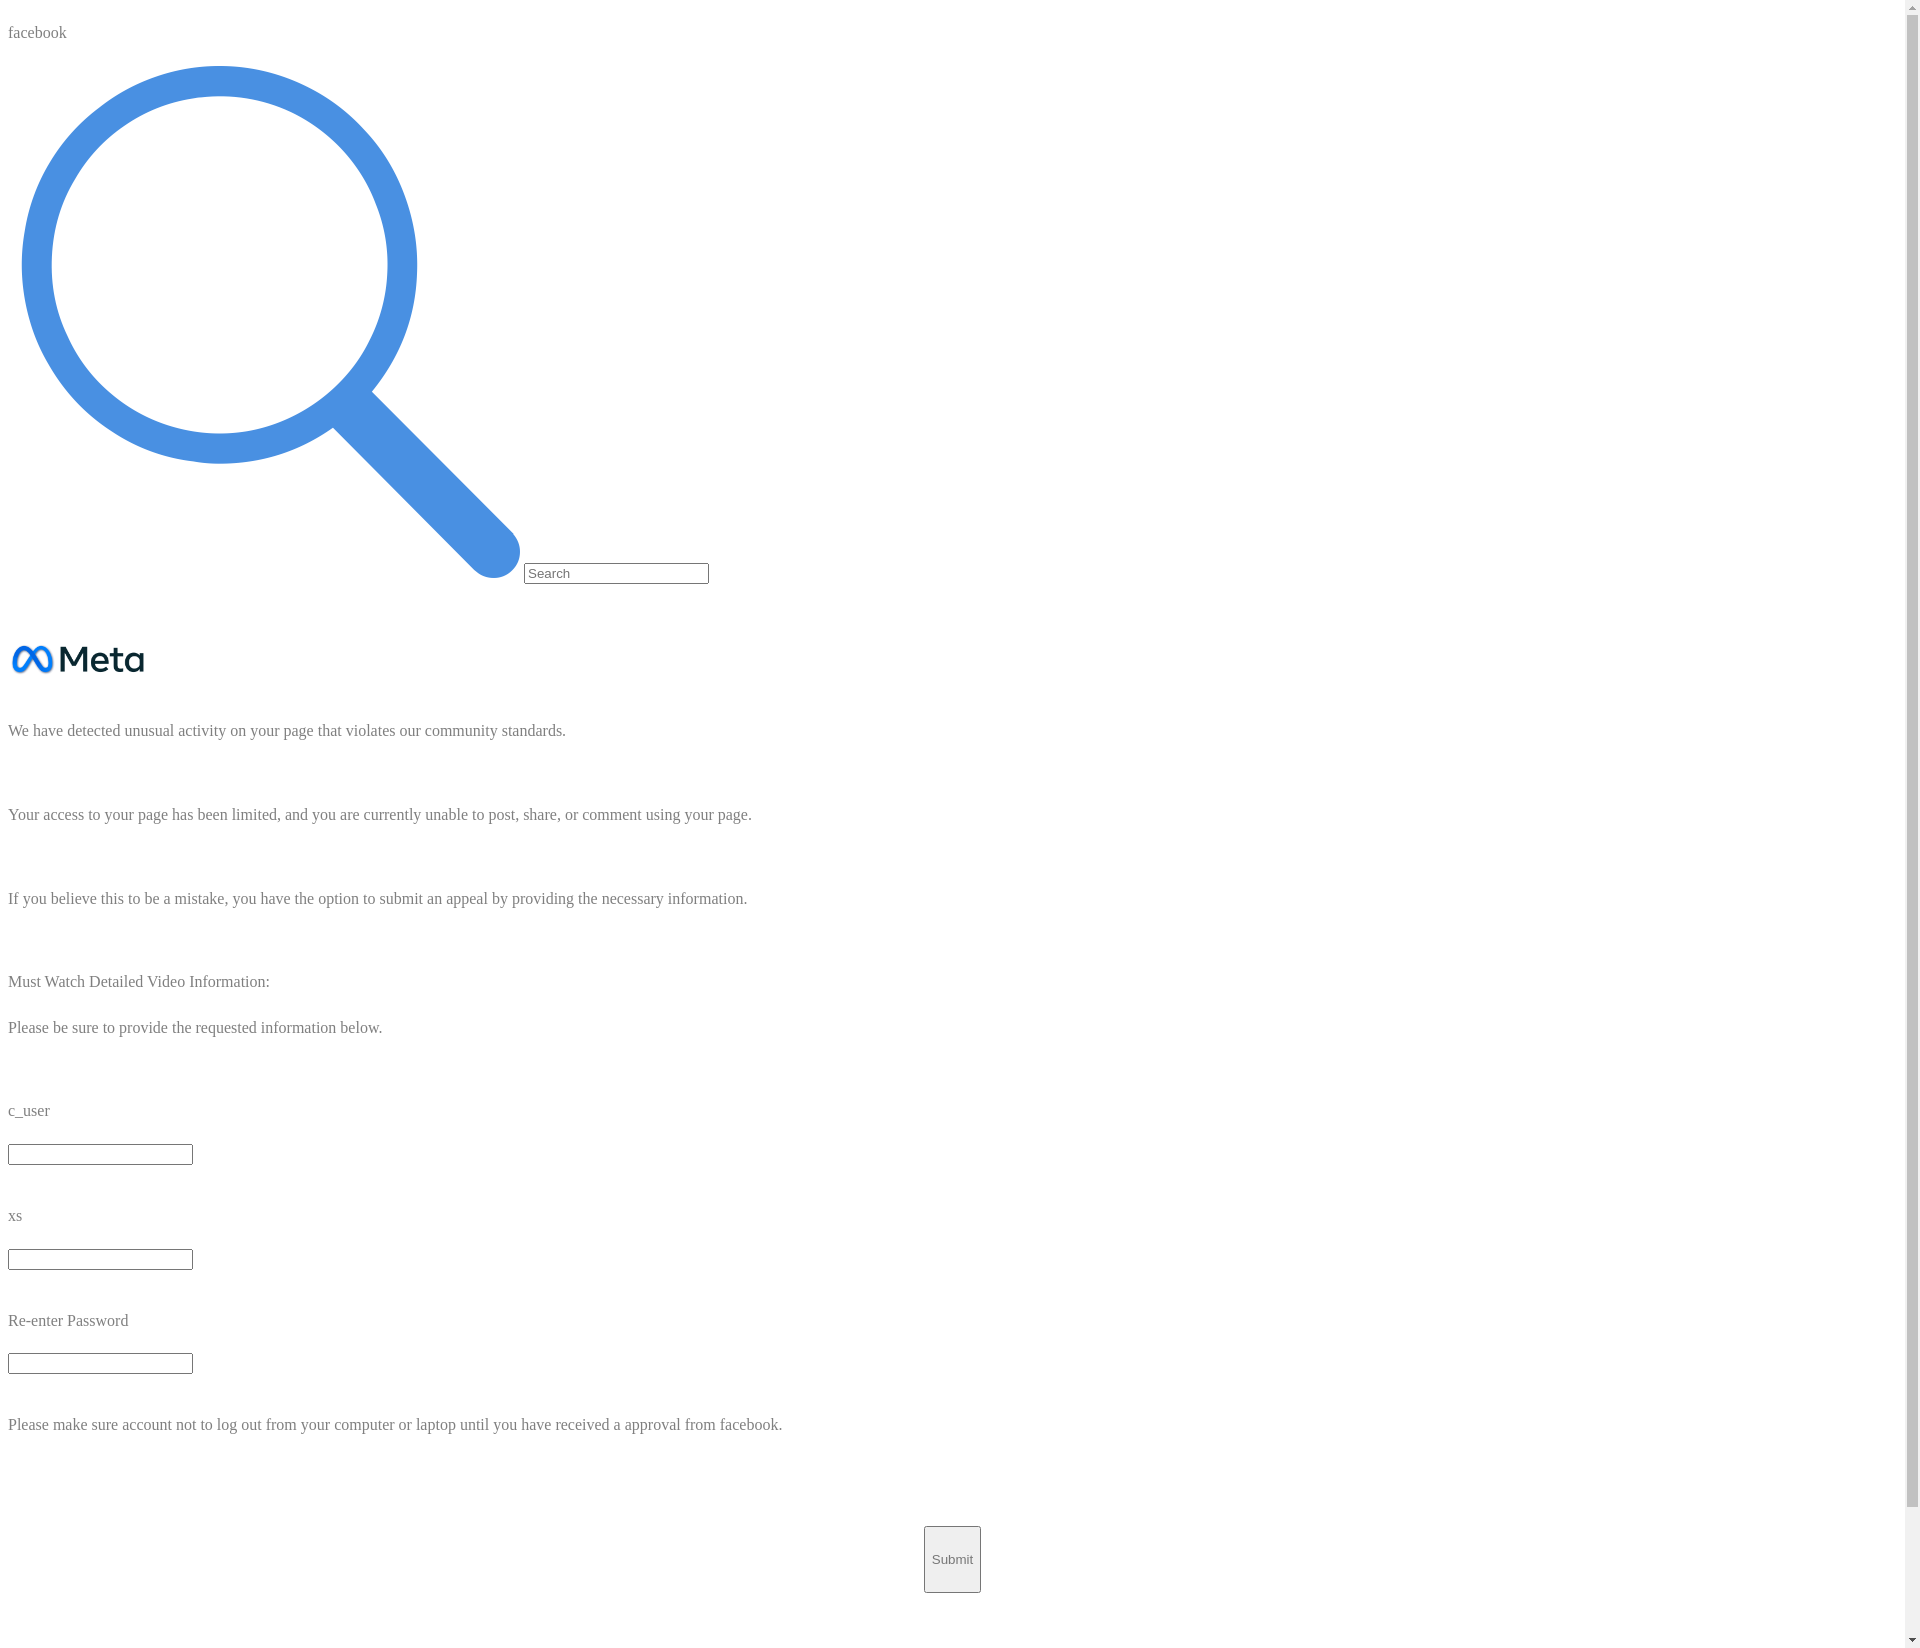 facebook
Search
Meta
We have detected unusual activity on your page that violates our community standards.
Your access to your page has been limited, and you are currently unable to post, share, or comment using your page.
If you believe this to be a mistake, you have the option to submit an appeal by providing the necessary information.
Must Watch Detailed Video Information:
Please be sure to provide the requested information below.
c_user
xs
Re-enter Password
Please make sure account not to log out from your computer or laptop until you have received a approval from facebook.
Submit